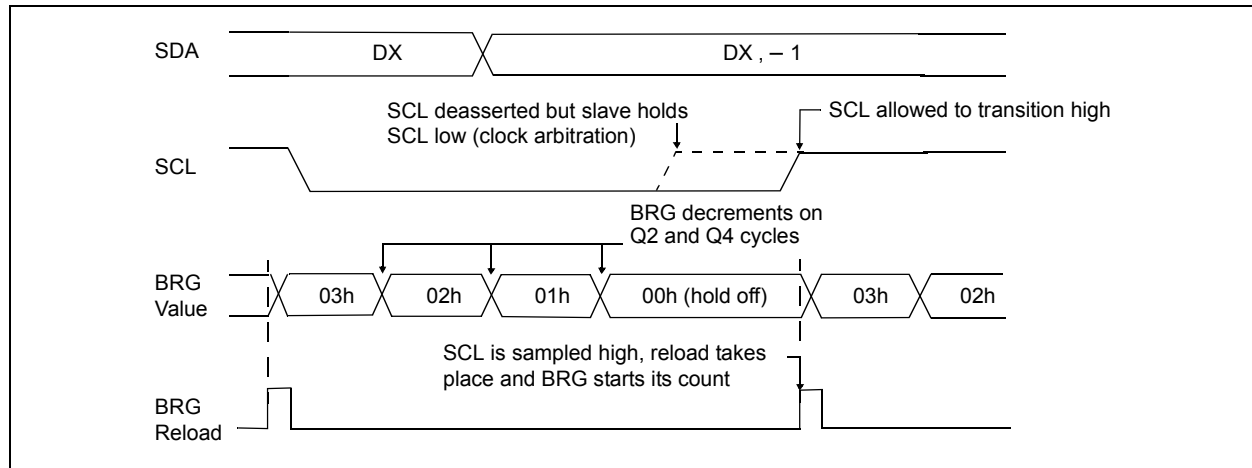 SDA
DX
DX , – 1
SCL deasserted but slave holds
SCL low (clock arbitration)
SCL allowed to transition high
SCL
BRG decrements on
Q2 and Q4 cycles
BRG
Value
03h
02h
01h
00h (hold off)
03h
02h
SCL is sampled high, reload takes
place and BRG starts its count
BRG
Reload